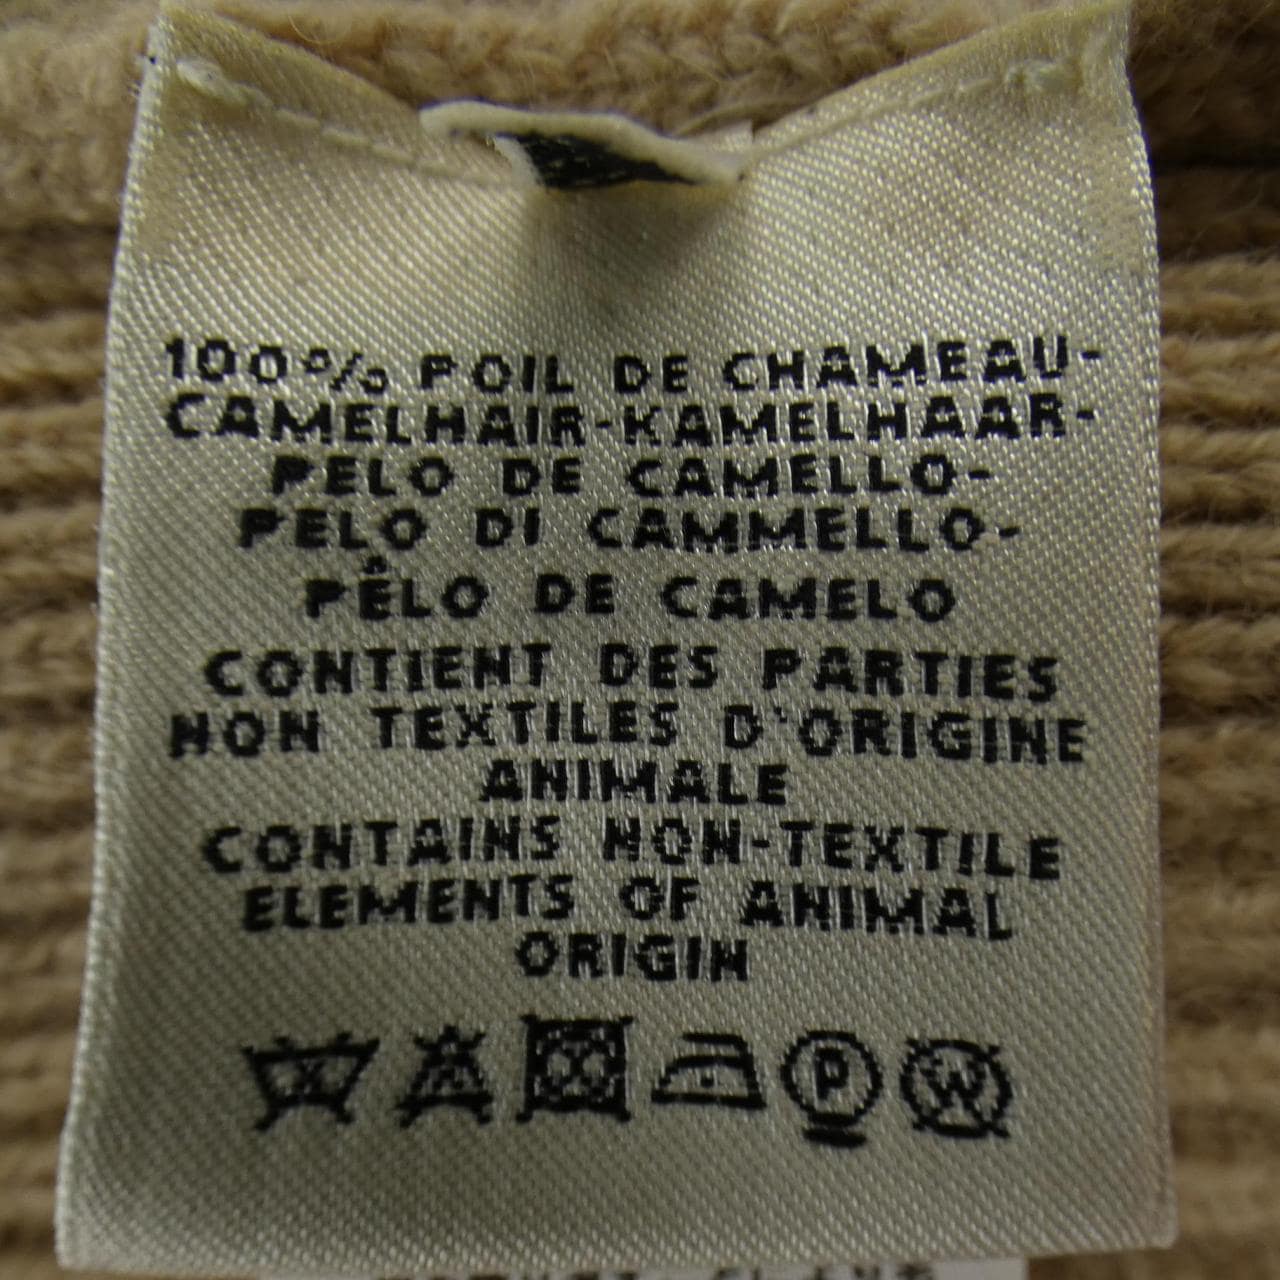 100% POIL DE CHAMEAU-
CAMELHAIR-KAMELHAAR-
PELO DE CAMELLO-
PELO DI CAMMELLO-
PÊLO DE CAMELO
CONTIENT DES PARTIES
NON TEXTILES D'ORIGINE
ANIMALE
CONTAINS NON-TEXTILE
ELEMENTS OF ANIMAL
ORIGIN
P W